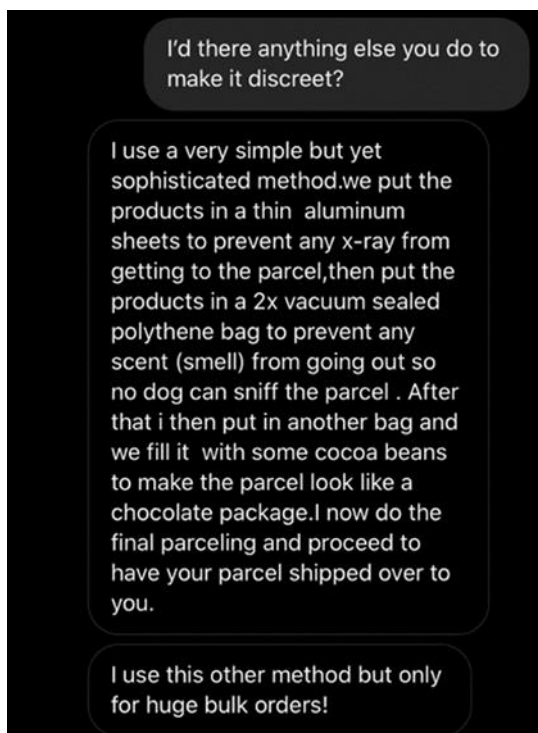 I'd there anything else you do to
make it discreet?
I use a very simple but yet
sophisticated method.we put the
products in a thin  aluminum
sheets to prevent any x-ray from
getting to the parcel,then put the
products in a 2x vacuum sealed
polythene bag to prevent any
scent (smell) from going out so
no dog can sniff the parcel . After
that i then put in another bag and
we fill it  with some cocoa beans
to make the parcel look like a
chocolate package.I now do the
final parceling and proceed to
have your parcel shipped over to
you.
I use this other method but only
for huge bulk orders!